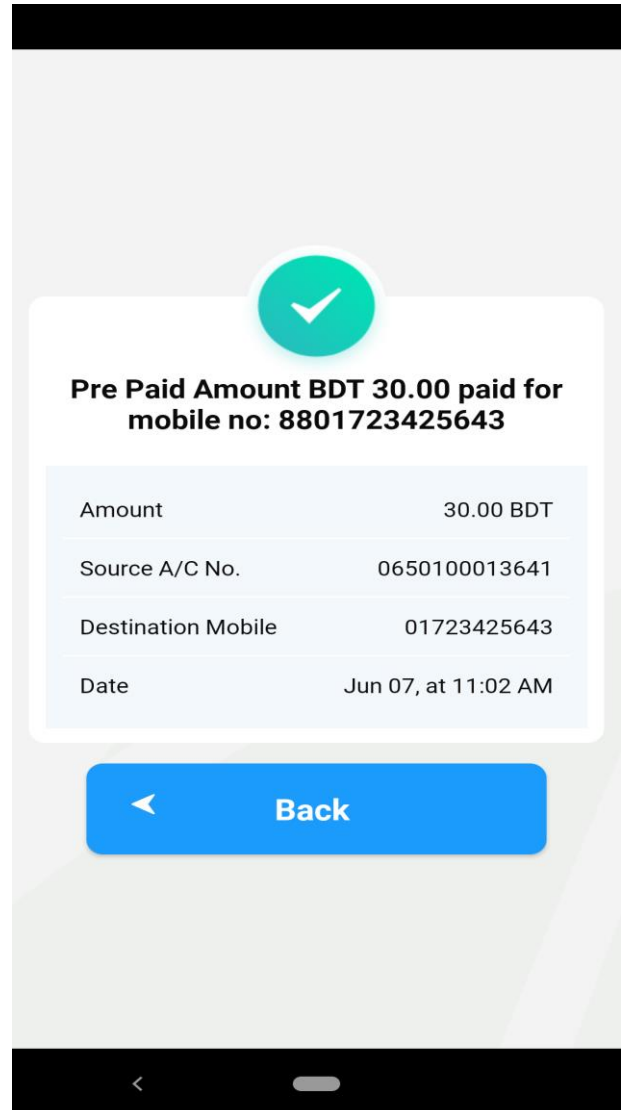 Pre Paid Amount BDT 30.00 paid for
mobile no: 8801723425643
Amount 30.00 BDT
Source A/C No. 0650100013641
Destination Mobile 01723425643
Date Jun 07, at 11:02 AM
Back